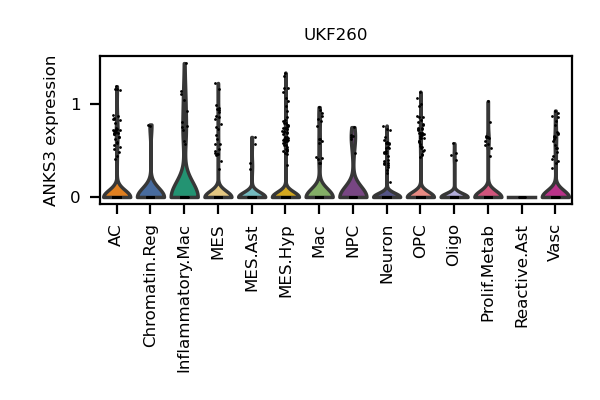 UKF260
ANKS3 expression
1
0
AC
Chromatin.Reg
Inflammatory.Mac
MES
MES.Ast
MES.Hyp
Mac
NPC
Neuron
OPC
Oligo
Prolif.Metab
Reactive.Ast
Vasc